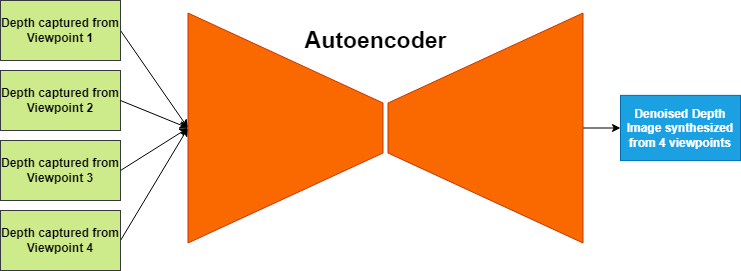 Depth captured from
Viewpoint 1
Depth captured from
Viewpoint 2
Depth captured from
Viewpoint 3
Depth captured from
Viewpoint 4
Autoencoder
Denoised Depth
Image synthesized
from 4 viewpoints